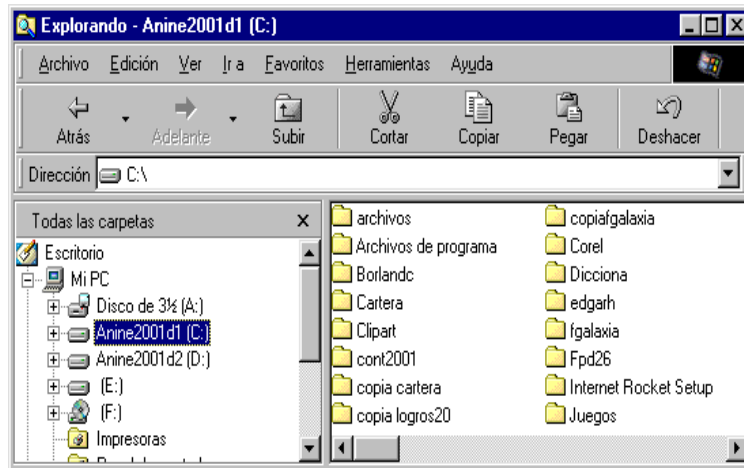 Explorando - Anine2001d1 (C:)
Archivo Edición Ver Ir a Favoritos Herramientas Ayuda
Atrás Adelante Subir Cortar Copiar Pegar Deshacer
Dirección C:\
Todas las carpetas
Escritorio
Mi PC
Disco de 3½ (A:)
Anine2001d1 (C:)
Anine2001d2 (D:)
(E:)
(F:)
Impresoras
archivos
Archivos de programa
Borlandc
Cartera
Clipart
cont2001
copia cartera
copia logros20
copiafgalaxia
Corel
Dicciona
edgarh
fgalaxia
Fpd26
Internet Rocket Setup
Juegos